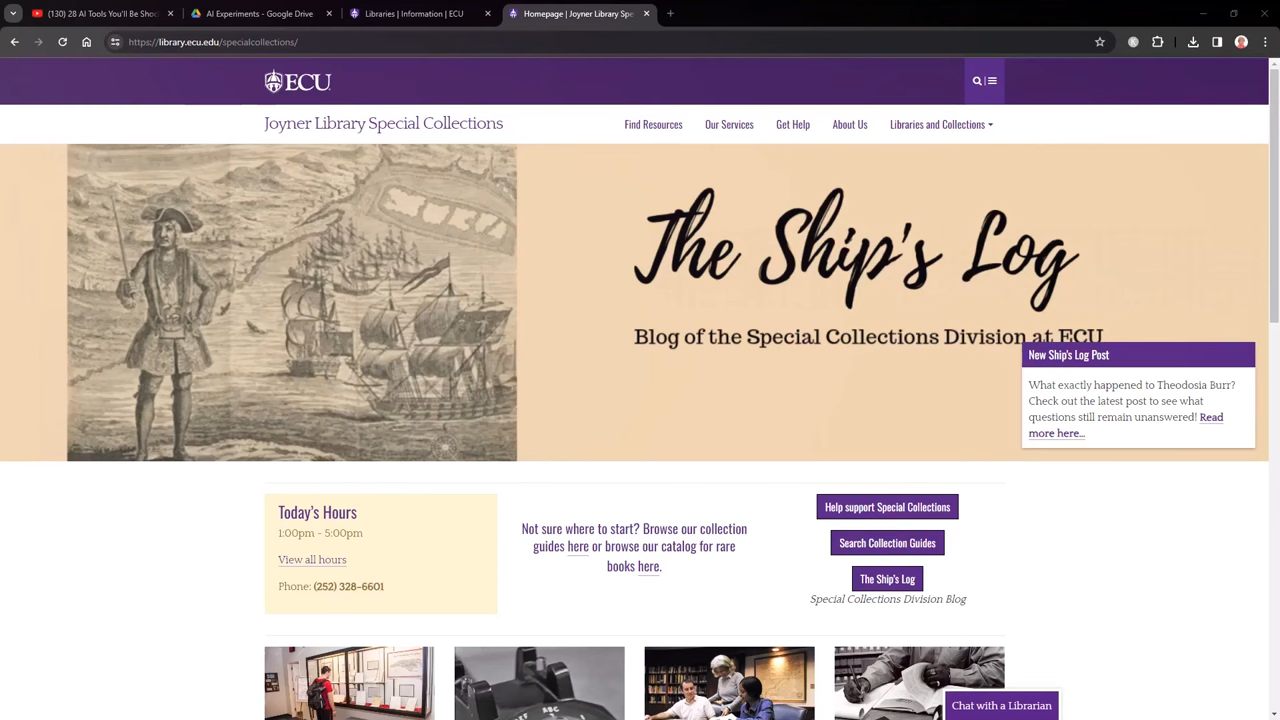 (130) 28 AI Tools You'll Be Shoc
AI Experiments - Google Drive
Libraries | Information | ECU
Homepage | Joyner Library Spe
https://library.ecu.edu/specialcollections/
ECU
Joyner Library Special Collections
Find Resources
Our Services
Get Help
About Us
Libraries and Collections
The Ship's Log
Blog of the Special Collections Division at ECU
New Ship's Log Post
What exactly happened to Theodosia Burr?
Check out the latest post to see what
questions still remain unanswered! Read
more here...
Today's Hours
1:00pm - 5:00pm
View all hours
Phone: (252) 328-6601
Not sure where to start? Browse our collection
guides here or browse our catalog for rare
books here.
Help support Special Collections
Search Collection Guides
The Ship's Log
Special Collections Division Blog
ABC
Chat with a Librarian